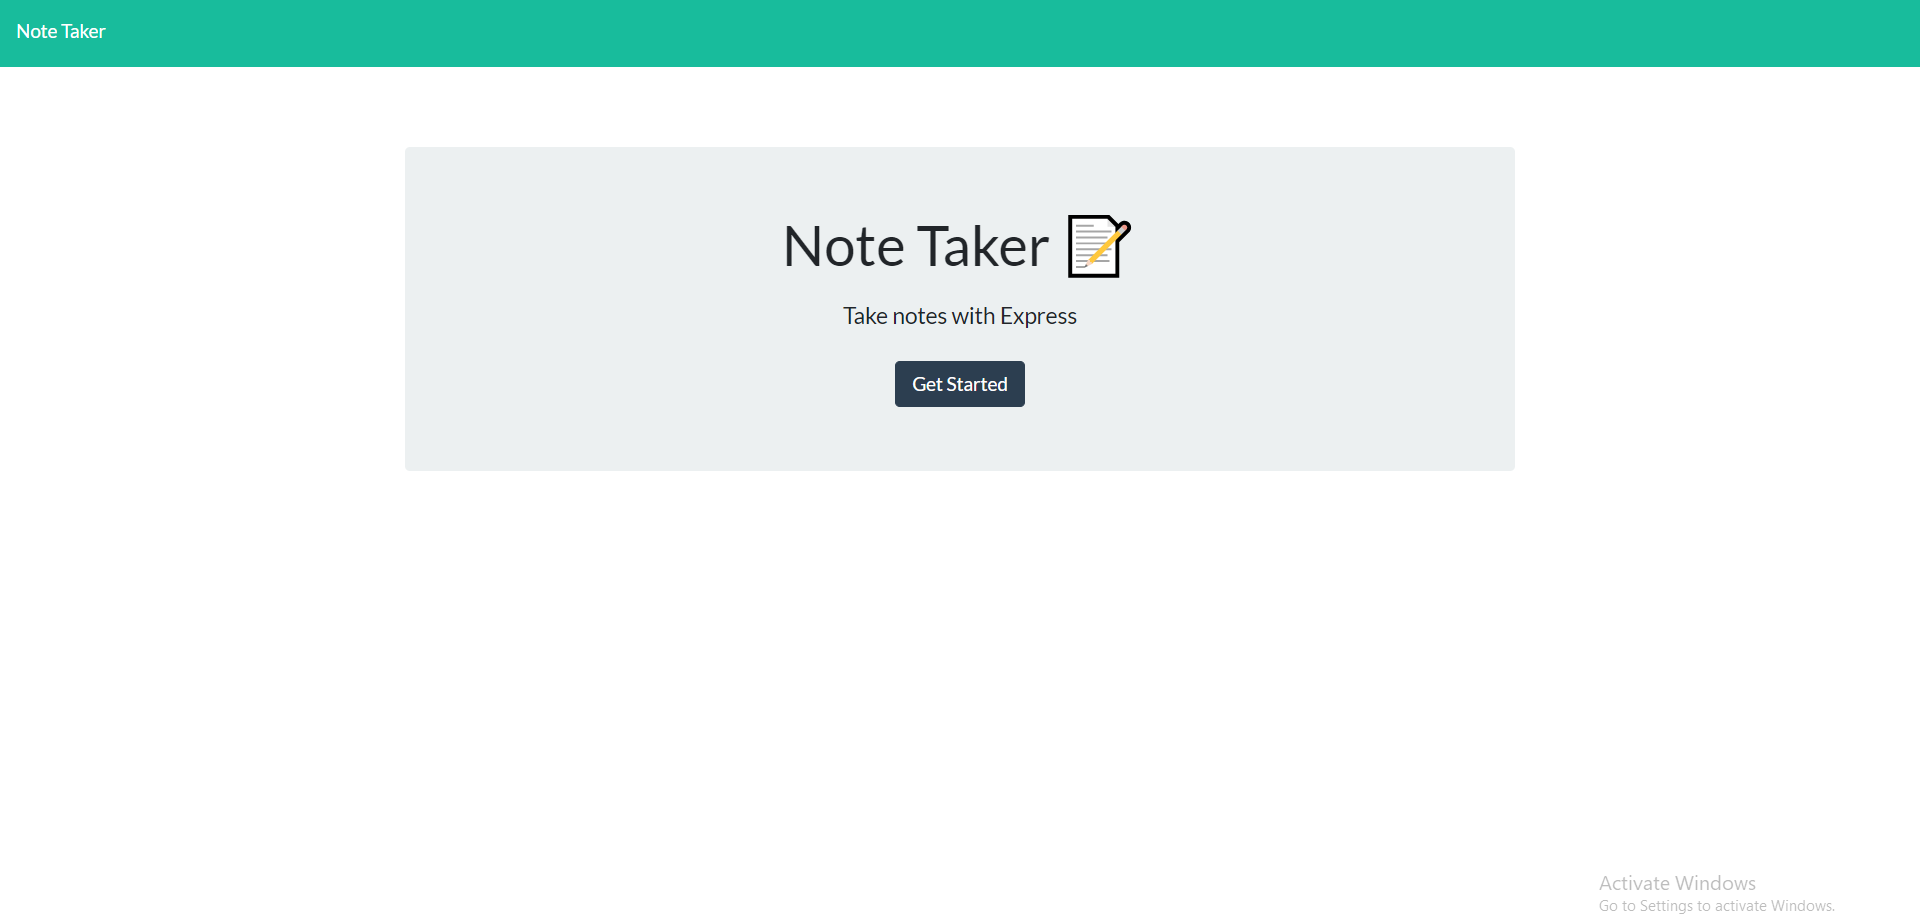 Note Taker
Note Taker 📝
Take notes with Express
Get Started
Activate Windows
Go to Settings to activate Windows.